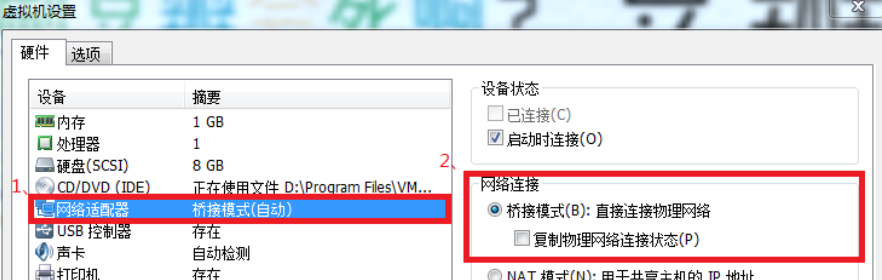 虚拟机设置
硬件 选项
设备 摘要
内存 1 GB
处理器 1
硬盘(SCSI) 8 GB
CD/DVD (IDE) 正在使用文件 D:\Program Files\VM...
1、
网络适配器 桥接模式(自动)
USB 控制器 存在
声卡 自动检测
打印机 存在
设备状态
已连接(C)
启动时连接(O)
2、
网络连接
桥接模式(B): 直接连接物理网络
复制物理网络连接状态(P)
NAT 模式(N): 用于共享主机的 IP 地址